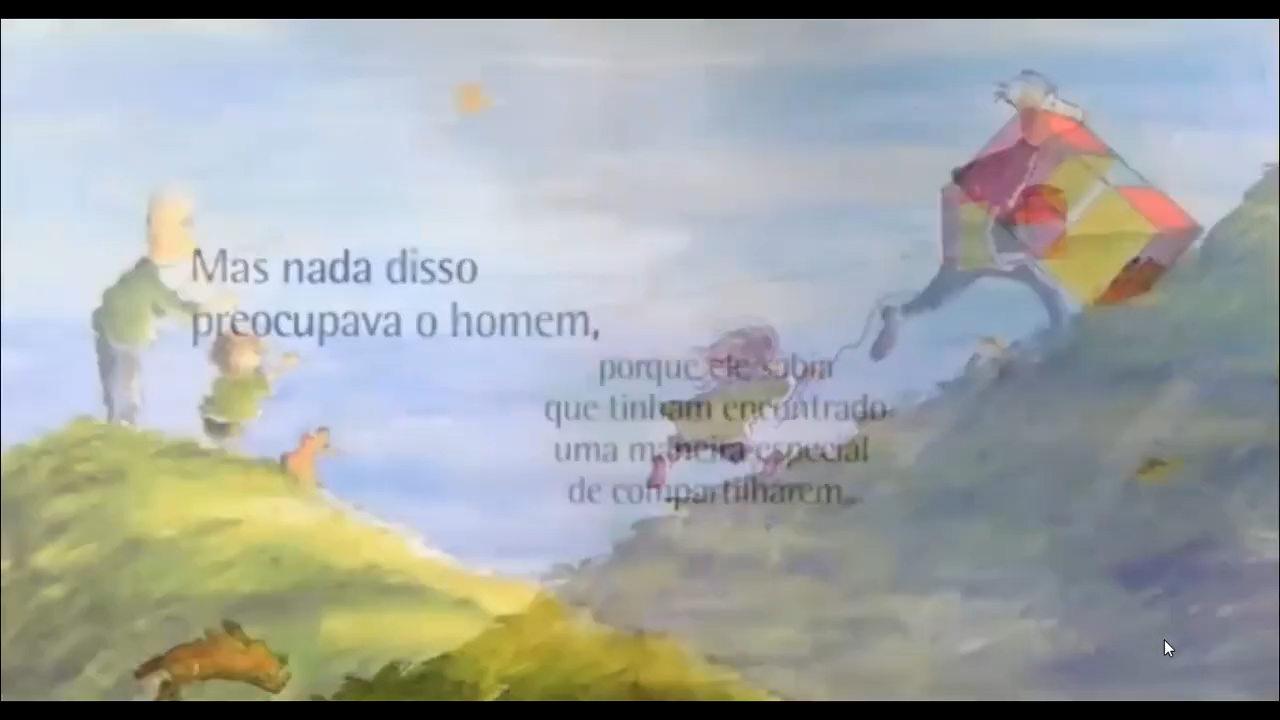 Mas nada disso
preocupava o homem,
porque ele sabia
que tinham encontrado
uma maneira especial
de compartilharem